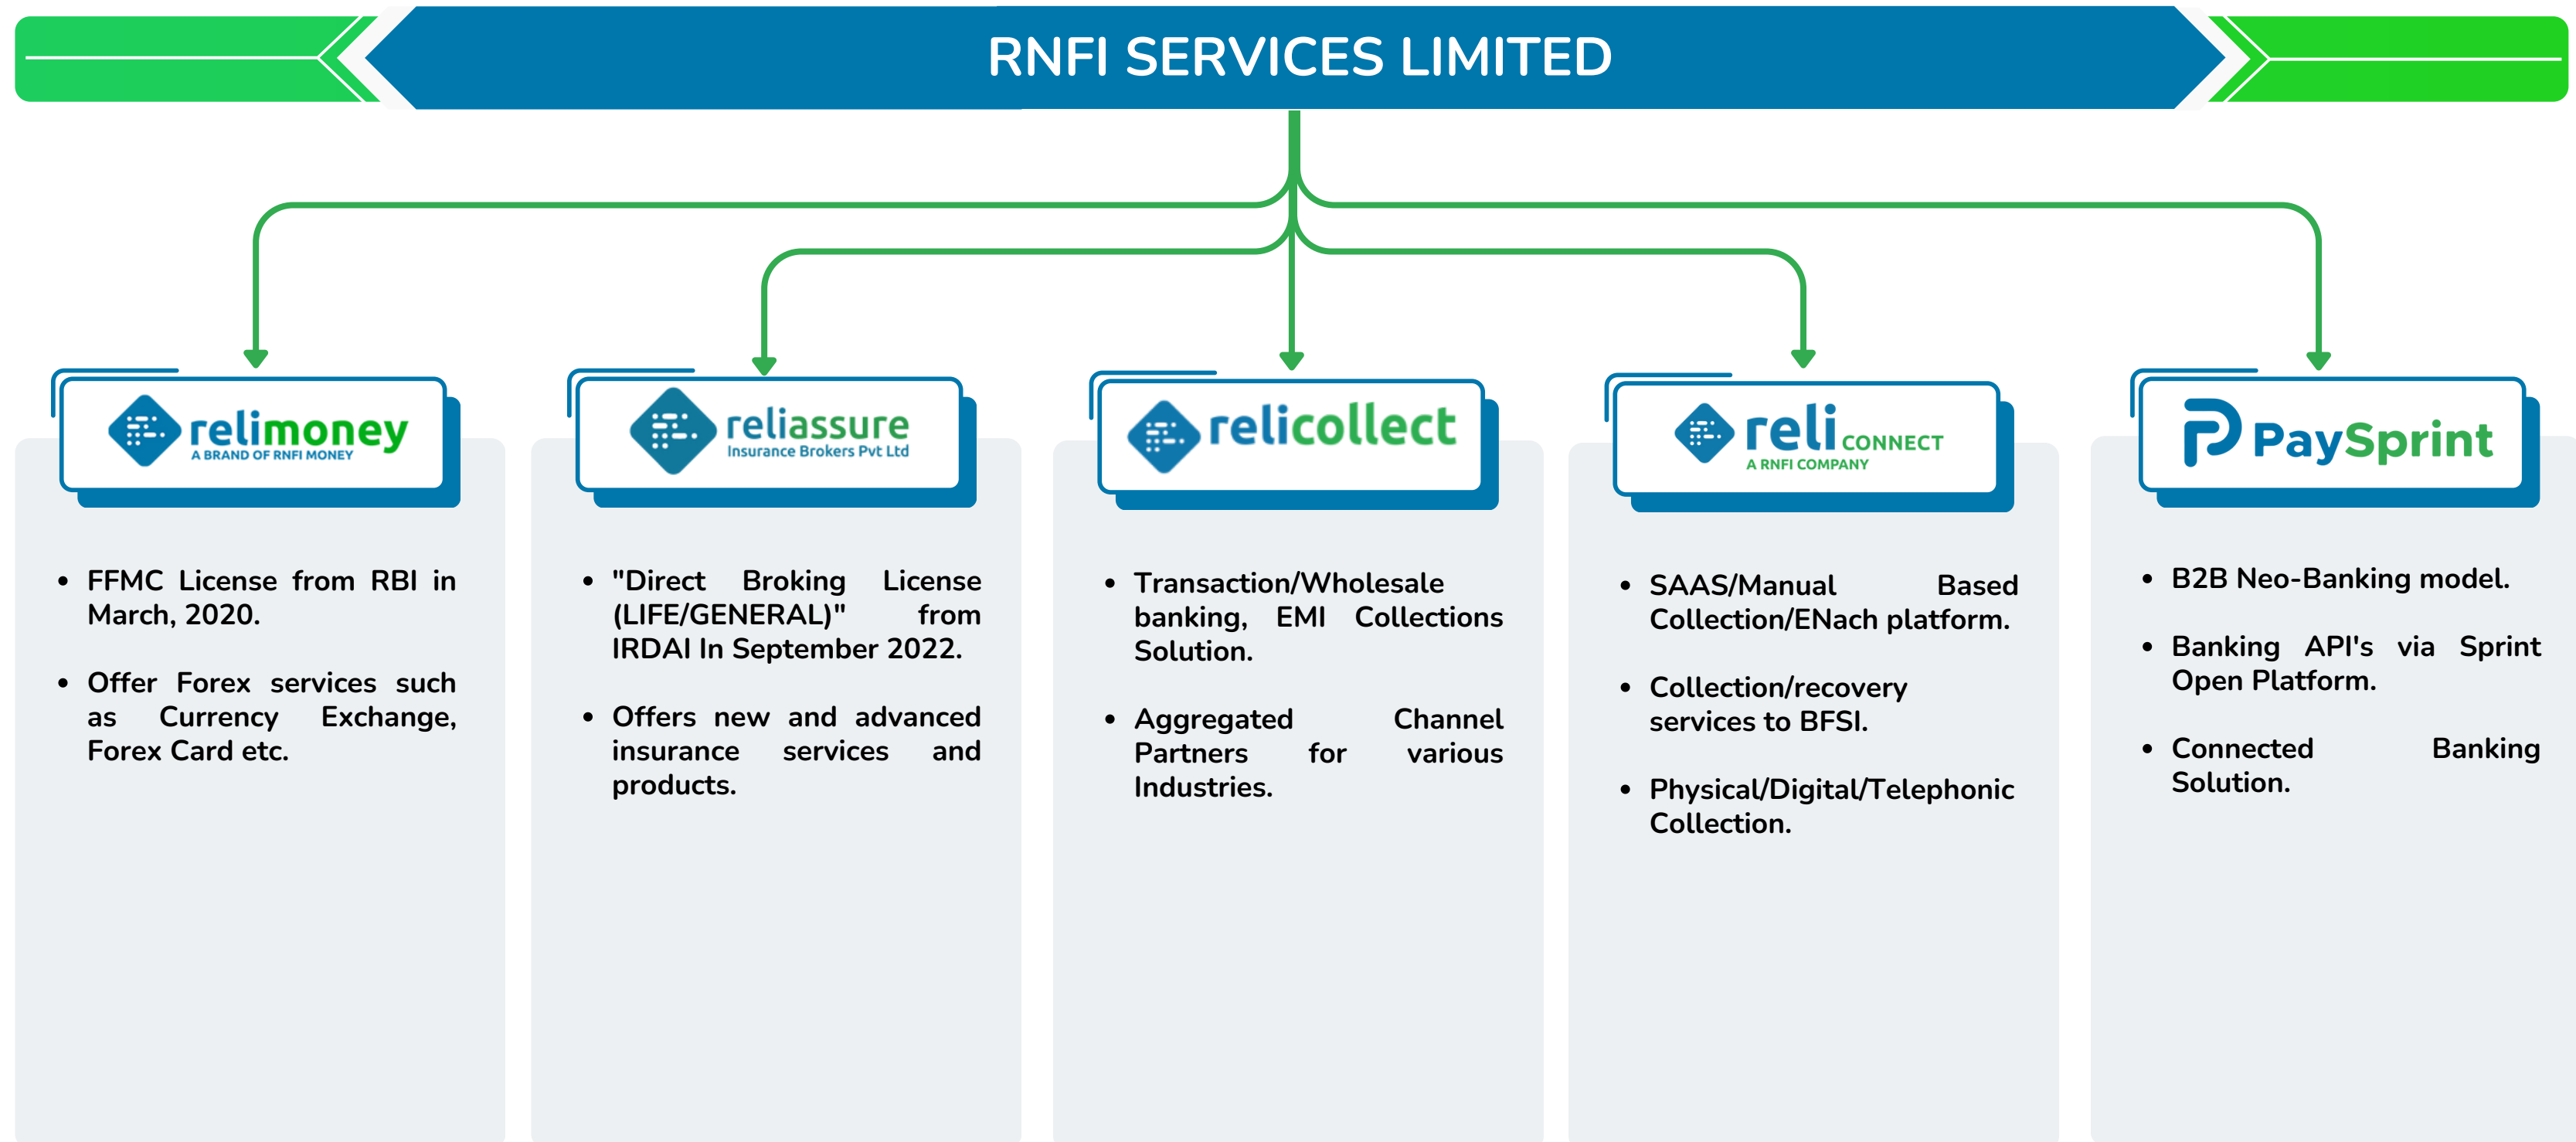 RNFI SERVICES LIMITED
relimoney
A BRAND OF RNFI MONEY
FFMC License from RBI in
March, 2020.
Offer Forex services such
as Currency Exchange,
Forex Card etc.
reliassure
Insurance Brokers Pvt Ltd
"Direct Broking License
(LIFE/GENERAL)" from
IRDAI In September 2022.
Offers new and advanced
insurance services and
products.
relicollect
Transaction/Wholesale
banking, EMI Collections
Solution.
Aggregated Channel
Partners for various
Industries.
reli CONNECT
A RNFI COMPANY
SAAS/Manual Based
Collection/ENach platform.
Collection/recovery
services to BFSI.
Physical/Digital/Telephonic
Collection.
PaySprint
B2B Neo-Banking model.
Banking API's via Sprint
Open Platform.
Connected Banking
Solution.